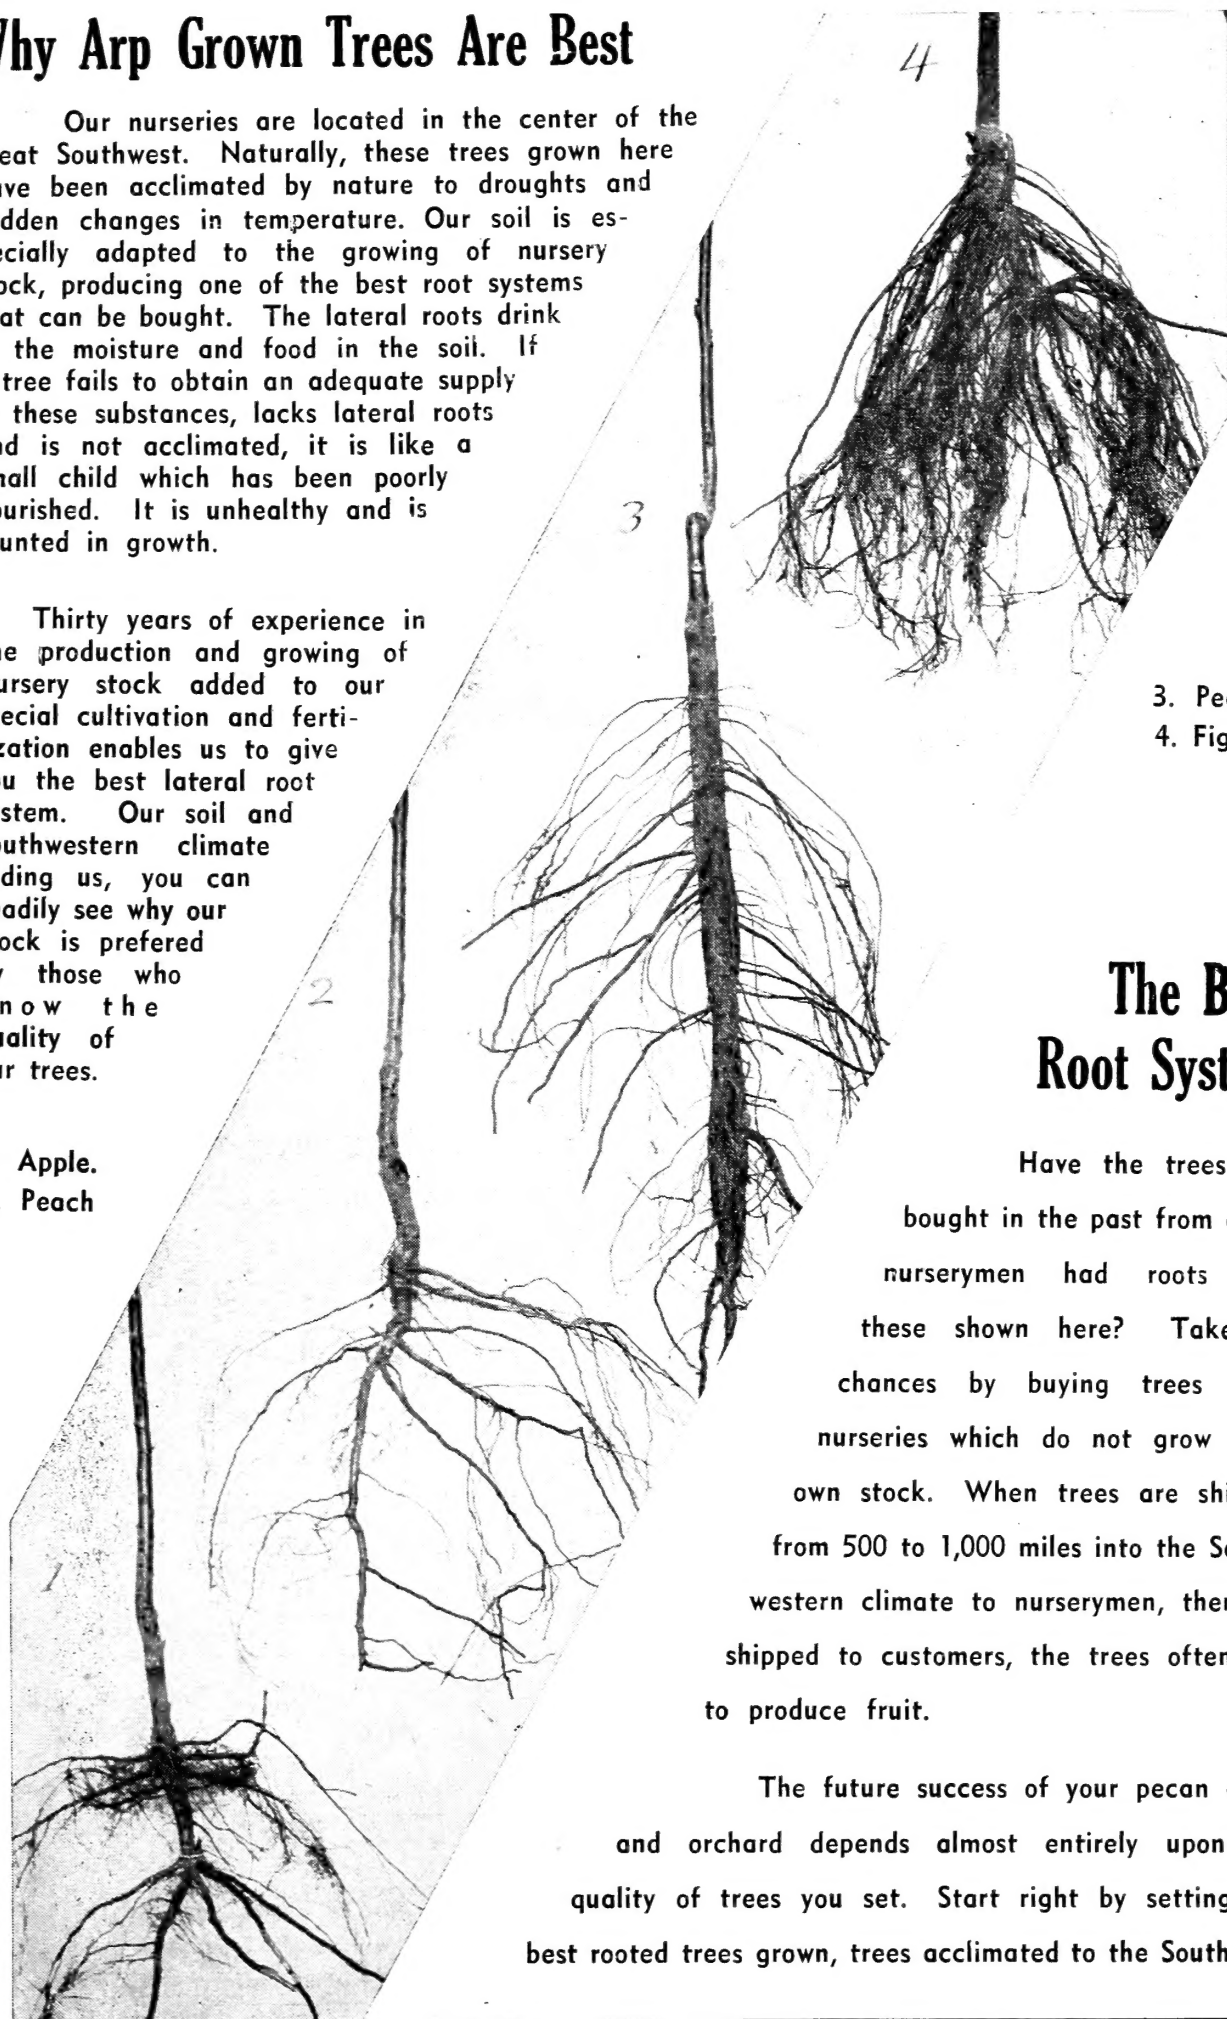 Why Arp Grown Trees Are Best
Our nurseries are located in the center of the
eat Southwest. Naturally, these trees grown here
ve been acclimated by nature to droughts and
dden changes in temperature. Our soil is es-
ecially adapted to the growing of nursery
ock, producing one of the best root systems
at can be bought. The lateral roots drink
the moisture and food in the soil. If
tree fails to obtain an adequate supply
these substances, lacks lateral roots
nd is not acclimated, it is like a
nall child which has been poorly
ourished. It is unhealthy and is
unted in growth.
Thirty years of experience in
ne production and growing of
ursery stock added to our
ecial cultivation and ferti-
zation enables us to give
ou the best lateral root
stem. Our soil and
outhwestern climate
ding us, you can
adily see why our
ock is prefered
y those who
now the
uality of
ur trees.
Apple.
Peach
1
2
3
4
3. Pe
4. Fig
The B
Root Syst
Have the trees
bought in the past from
nurserymen had roots
these shown here? Take
chances by buying trees
nurseries which do not grow
own stock. When trees are shi
from 500 to 1,000 miles into the So
western climate to nurserymen, then
shipped to customers, the trees often
to produce fruit.
The future success of your pecan
and orchard depends almost entirely upon
quality of trees you set. Start right by setting
best rooted trees grown, trees acclimated to the South